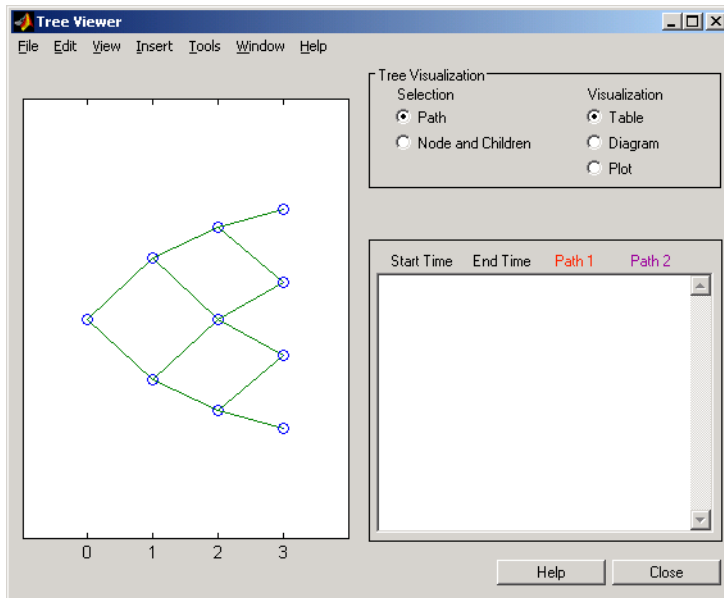 Tree Viewer
File Edit View Insert Tools Window Help
Tree Visualization
Selection Visualization
Path Table
Node and Children Diagram
Plot
Start Time End Time Path 1 Path 2
0 1 2 3
Help Close